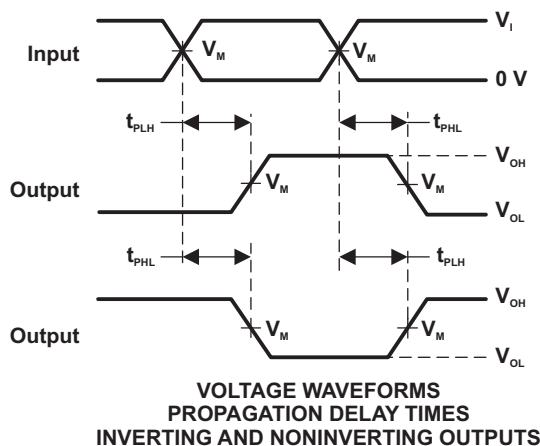 V_I
V_M V_M
Input
0 V
t_PLH t_PHL
V_OH
V_M V_M
Output
V_OL
t_PHL t_PLH
V_OH
V_M V_M
Output
V_OL
VOLTAGE WAVEFORMS
PROPAGATION DELAY TIMES
INVERTING AND NONINVERTING OUTPUTS